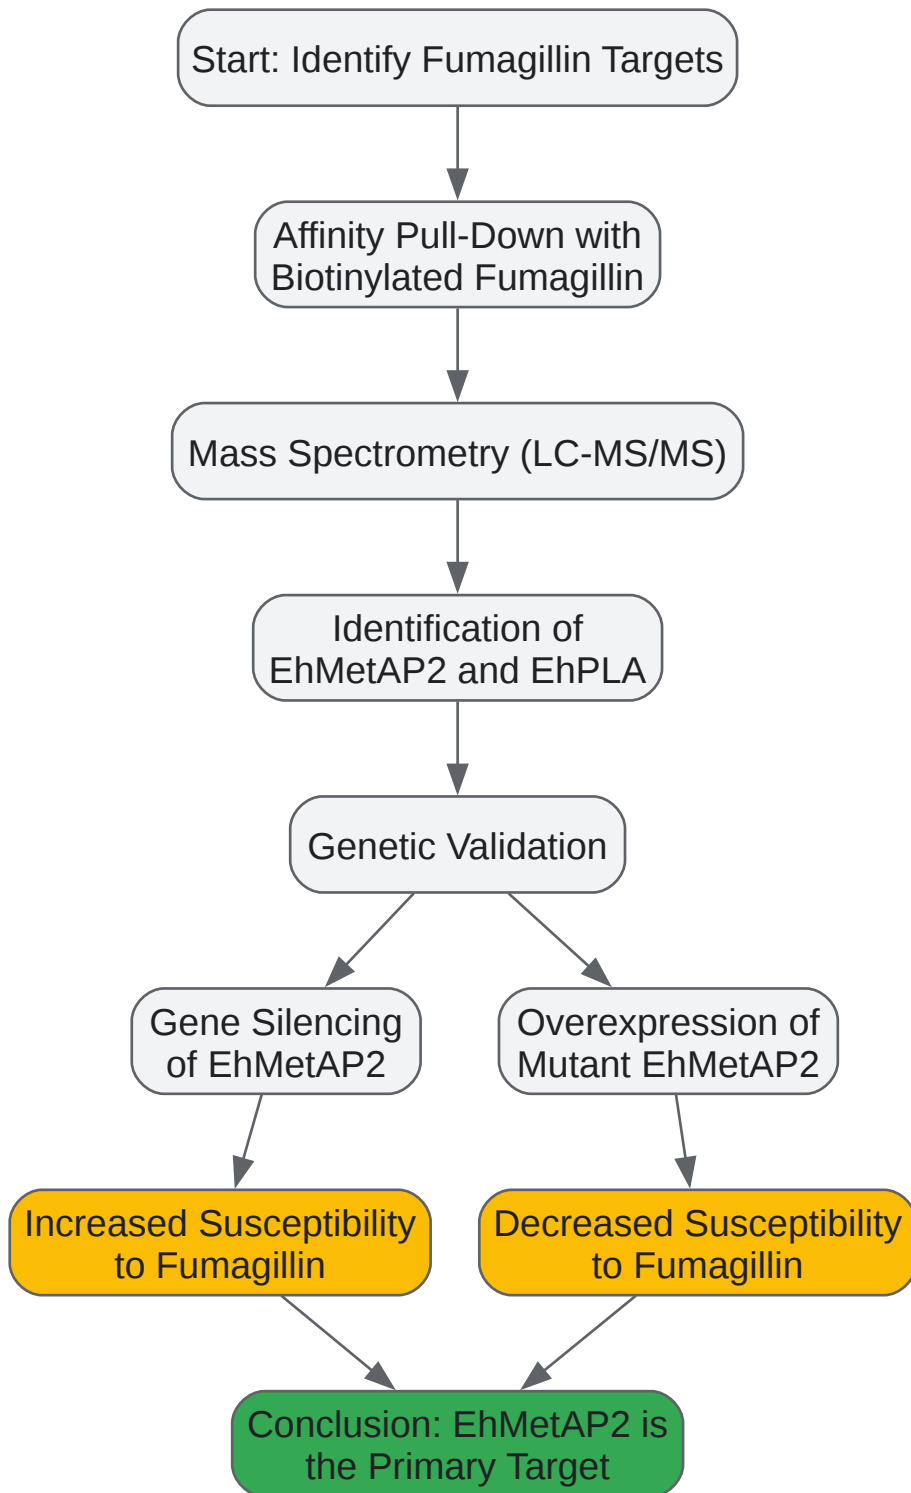 Start: Identify Fumagillin Targets
Affinity Pull-Down with
Biotinylated Fumagillin
Mass Spectrometry (LC-MS/MS)
Identification of
EhMetAP2 and EhPLA
Genetic Validation
Gene Silencing
of EhMetAP2
Overexpression of
Mutant EhMetAP2
Increased Susceptibility
to Fumagillin
Decreased Susceptibility
to Fumagillin
Conclusion: EhMetAP2 is
the Primary Target